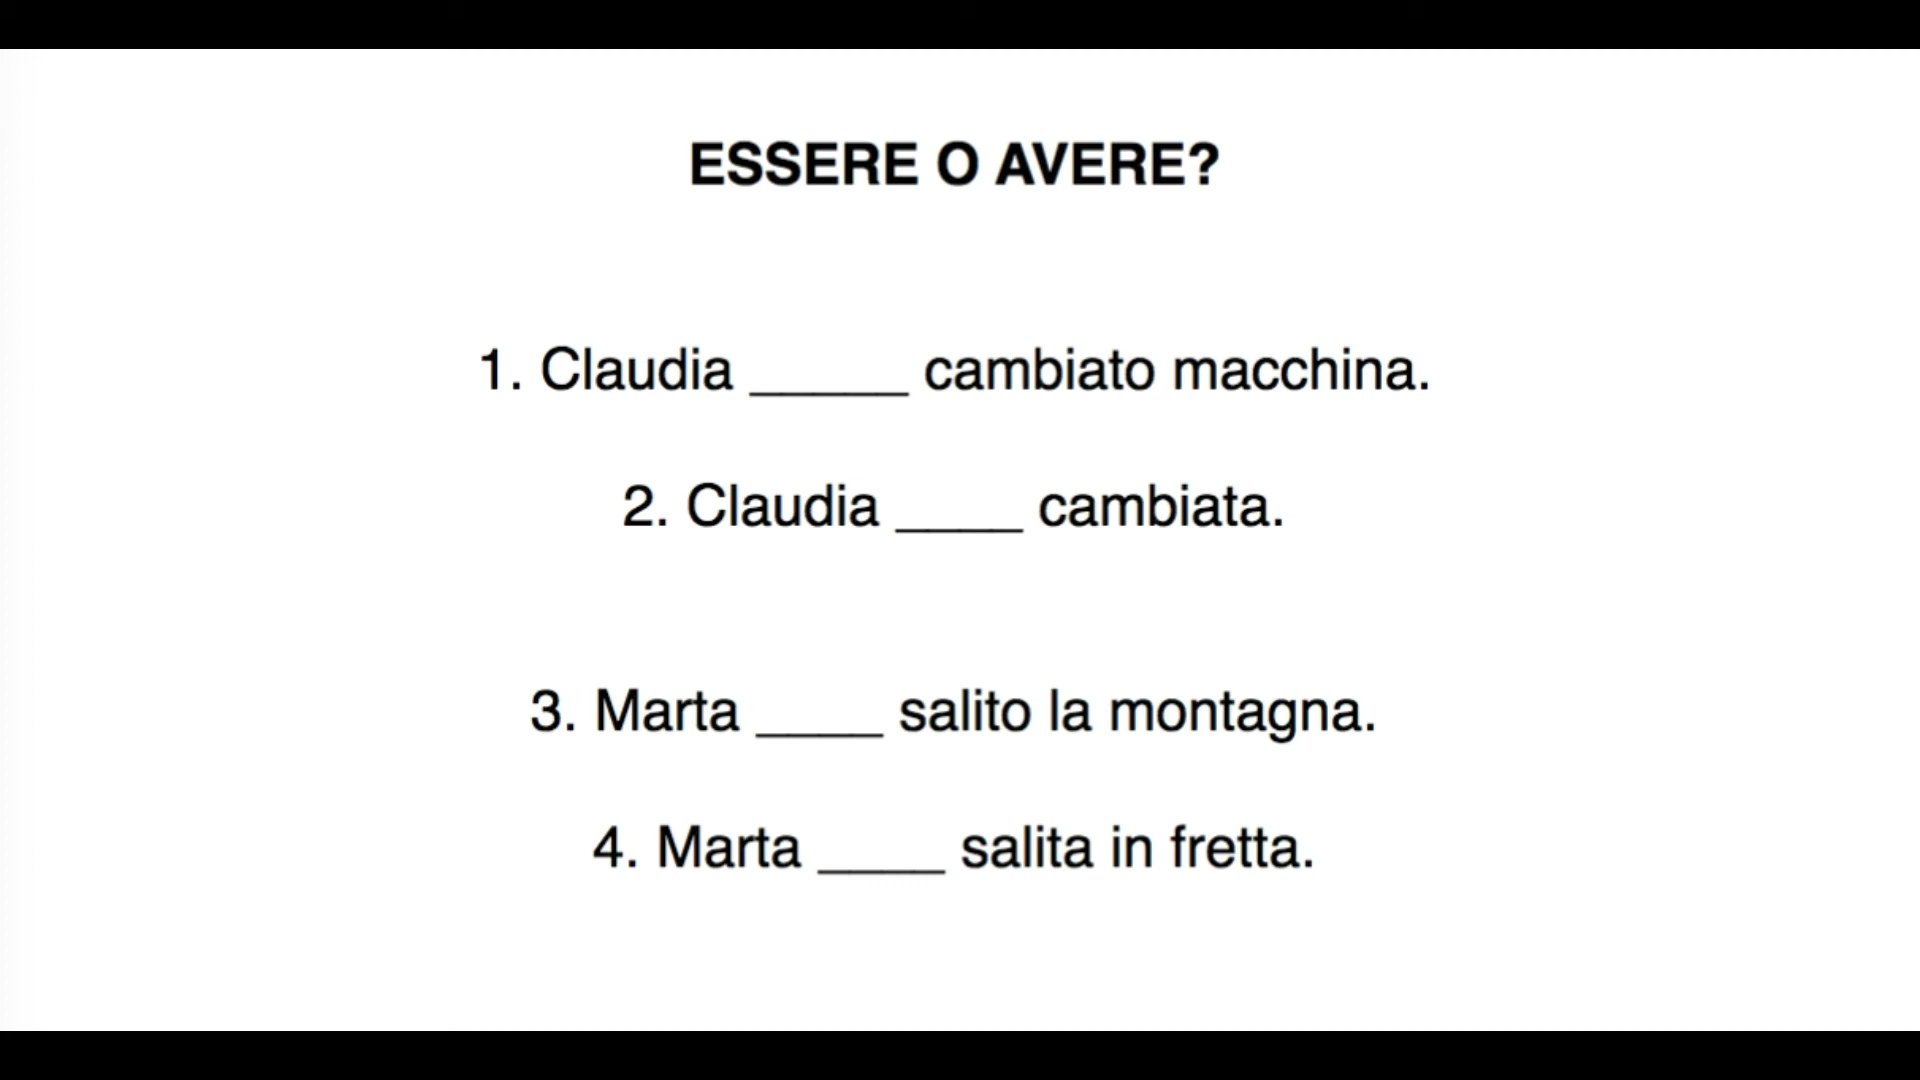 ESSERE O AVERE?
1. Claudia _____ cambiato macchina.
2. Claudia ____ cambiata.
3. Marta ____ salito la montagna.
4. Marta ____ salita in fretta.